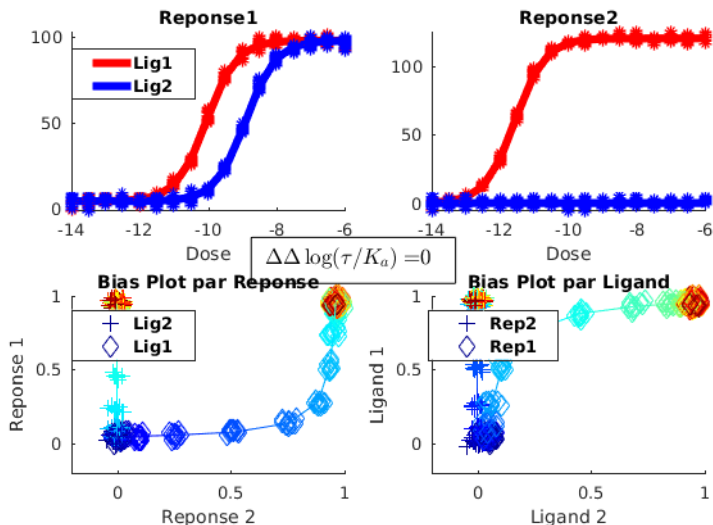 Reponse1
Reponse2
100
50
0
Lig1
Lig2
100
50
0
-14 -12 -10 -8 -6
-14 -12 -10 -8 -6
Dose
Dose
ΔΔ log(τ/K_a) =0
Bias Plot par Reponse
Bias Plot par Ligand
1
0.5
0
Reponse 1
Lig2
Lig1
1
0.5
0
Ligand 1
Rep2
Rep1
0 0.5 1
0 0.5 1
Reponse 2
Ligand 2